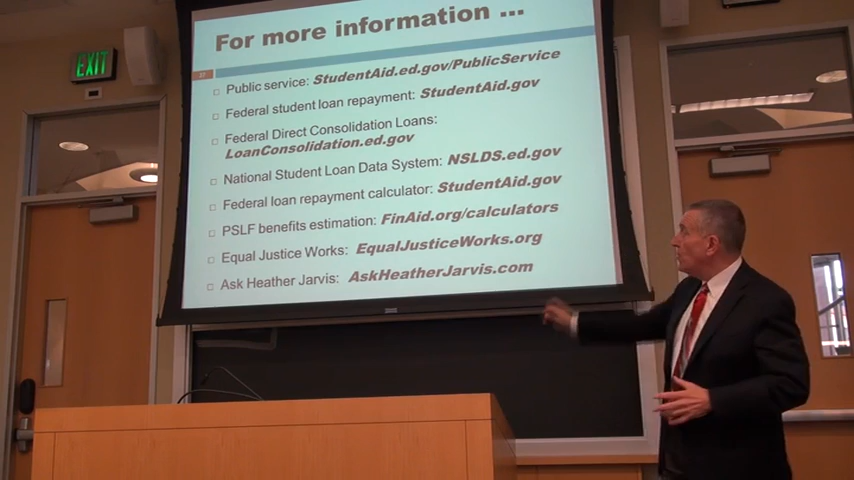 EXIT
For more information ...
37
Public service: StudentAid.ed.gov/PublicService
Federal student loan repayment: StudentAid.gov
Federal Direct Consolidation Loans:
LoanConsolidation.ed.gov
National Student Loan Data System: NSLDS.ed.gov
Federal loan repayment calculator: StudentAid.gov
PSLF benefits estimation: FinAid.org/calculators
Equal Justice Works: EqualJusticeWorks.org
Ask Heather Jarvis: AskHeatherJarvis.com